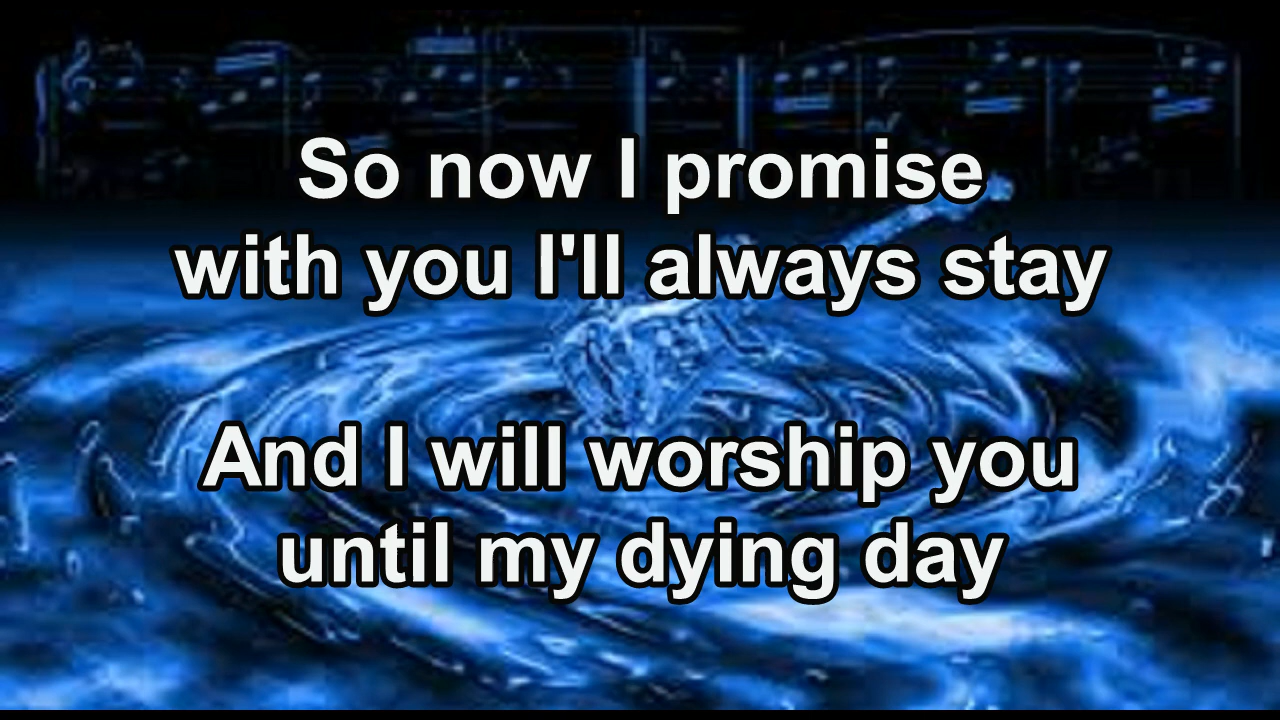 So now I promise
with you I'll always stay
And I will worship you
until my dying day